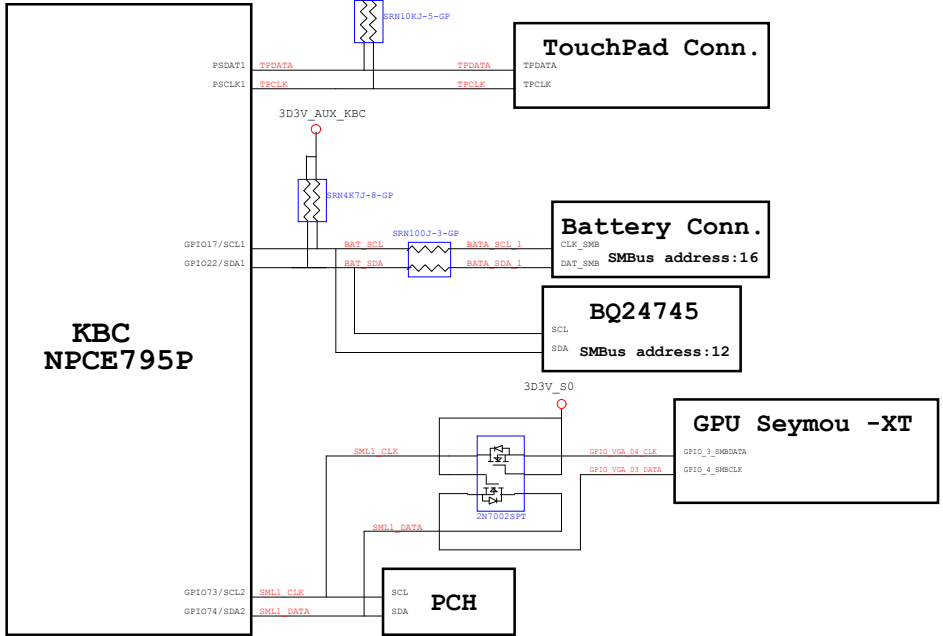 SRN10KJ-5-GP
TouchPad Conn.
PSDAT1 TPDATA TPDATA TPDATA
PSCLK1 TPCLK TPCLK TPCLK
3D3V_AUX_KBC
SRN4K7J-8-GP
Battery Conn.
SRN100J-3-GP
GPIO17/SCL1 BAT_SCL BATA_SCL_1 CLK_SMB
GPIO22/SDA1 BAT_SDA BATA_SDA_1 DAT_SMB SMBus address:16
BQ24745
SCL
SDA SMBus address:12
KBC
NPCE795P
3D3V_S0
GPU Seymou -XT
SML1_CLK GPIO_VGA_04_CLK GPIO_3_SMBDATA
GPIO_VGA_03_DATA GPIO_4_SMBCLK
2N7002SPT
SML1_DATA
GPIO73/SCL2 SML1_CLK SCL
GPIO74/SDA2 SML1_DATA SDA
PCH